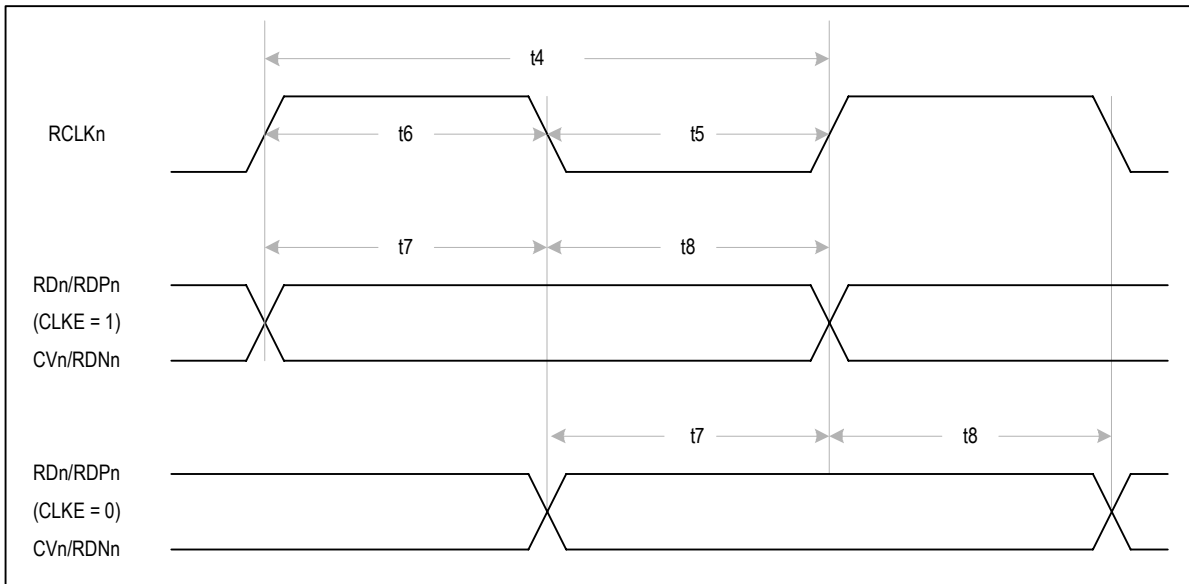 t4
RCLKn
t6 t5
t7 t8
RDn/RDPn
(CLKE = 1)
CVn/RDNn
t7 t8
RDn/RDPn
(CLKE = 0)
CVn/RDNn